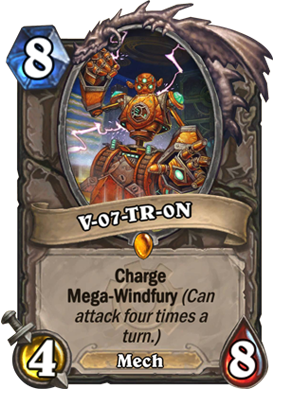 8
V-07-TR-0N
Charge
Mega-Windfury (Can
attack four times a
turn.)
4
Mech
8